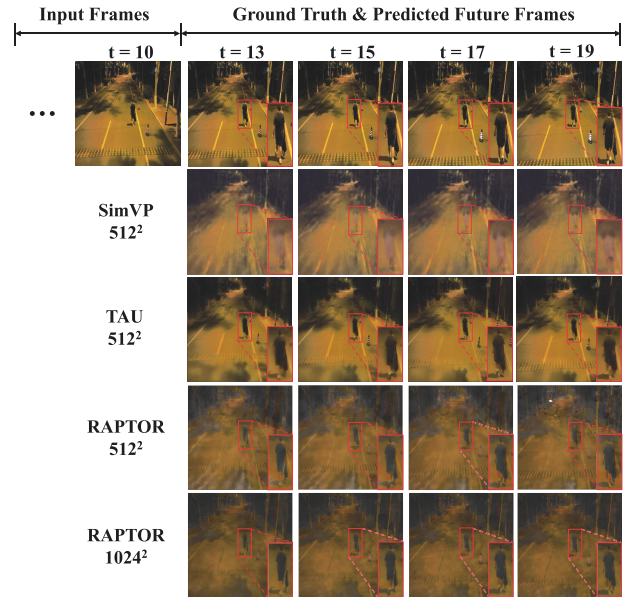 Input Frames
Ground Truth & Predicted Future Frames
t = 10
t = 13
t = 15
t = 17
t = 19
...
SimVP
512²
TAU
512²
RAPTOR
512²
RAPTOR
1024²